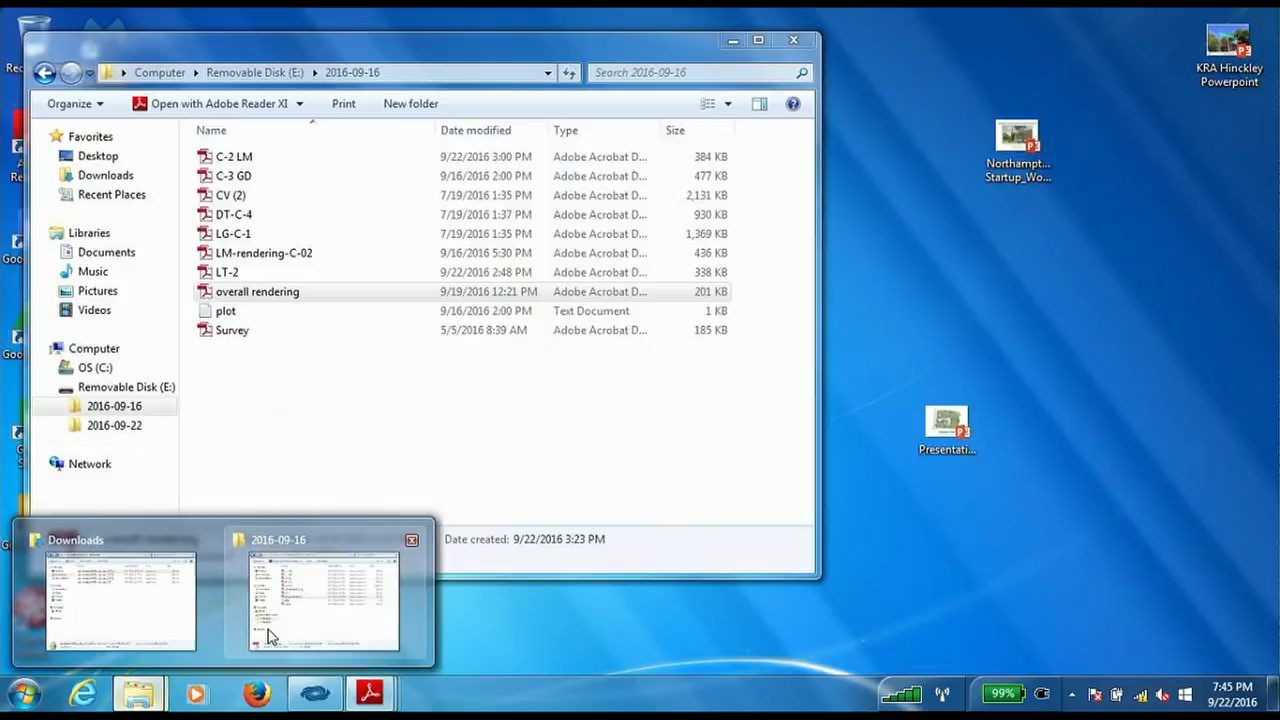 Computer
Removable Disk (E:)
2016-09-16
Search 2016-09-16
Organize
Open with Adobe Reader XI
Print
New folder
Name
Date modified
Type
Size
Favorites
Desktop
Downloads
Recent Places
Libraries
Documents
Music
Pictures
Videos
Computer
OS (C:)
Removable Disk (E:)
2016-09-16
2016-09-22
Network
C-2 LM 9/22/2016 3:00 PM Adobe Acrobat D... 384 KB
C-3 GD 9/16/2016 2:00 PM Adobe Acrobat D... 477 KB
CV (2) 7/19/2016 1:35 PM Adobe Acrobat D... 2,131 KB
DT-C-4 7/19/2016 1:37 PM Adobe Acrobat D... 930 KB
LG-C-1 7/19/2016 1:35 PM Adobe Acrobat D... 1,369 KB
LM-rendering-C-02 9/16/2016 5:30 PM Adobe Acrobat D... 436 KB
LT-2 9/22/2016 2:48 PM Adobe Acrobat D... 338 KB
overall rendering 9/19/2016 12:21 PM Adobe Acrobat D... 201 KB
plot 9/16/2016 2:00 PM Text Document 1 KB
Survey 5/5/2016 8:39 AM Adobe Acrobat D... 185 KB
Date created: 9/22/2016 3:23 PM
Downloads
2016-09-16
KRA Hinckley
Powerpoint
Northampt...
Startup_Wo...
Presentati...
99%
7:45 PM
9/22/2016